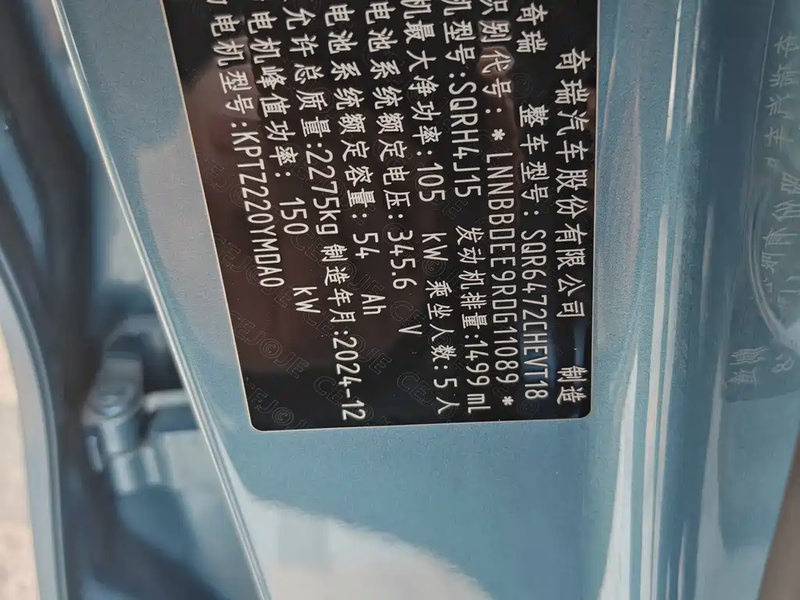 奇瑞汽车股份有限公司 制造
奇瑞 整车型号:SQR6472CHEVT18
识别代号:*LNNBBDEE9RDG11089*
机型号:SQRH4J15 发动机排量:1499 mL
机最大净功率:105 kW 乘坐人数:5人
电池系统额定电压:345.6 V
电池系统额定容量:54 Ah
允许总质量:2275kg 制造年月:2024-12
电机峰值功率:150 kW
电机型号:KPTZ220YMDA0
CEJOJE